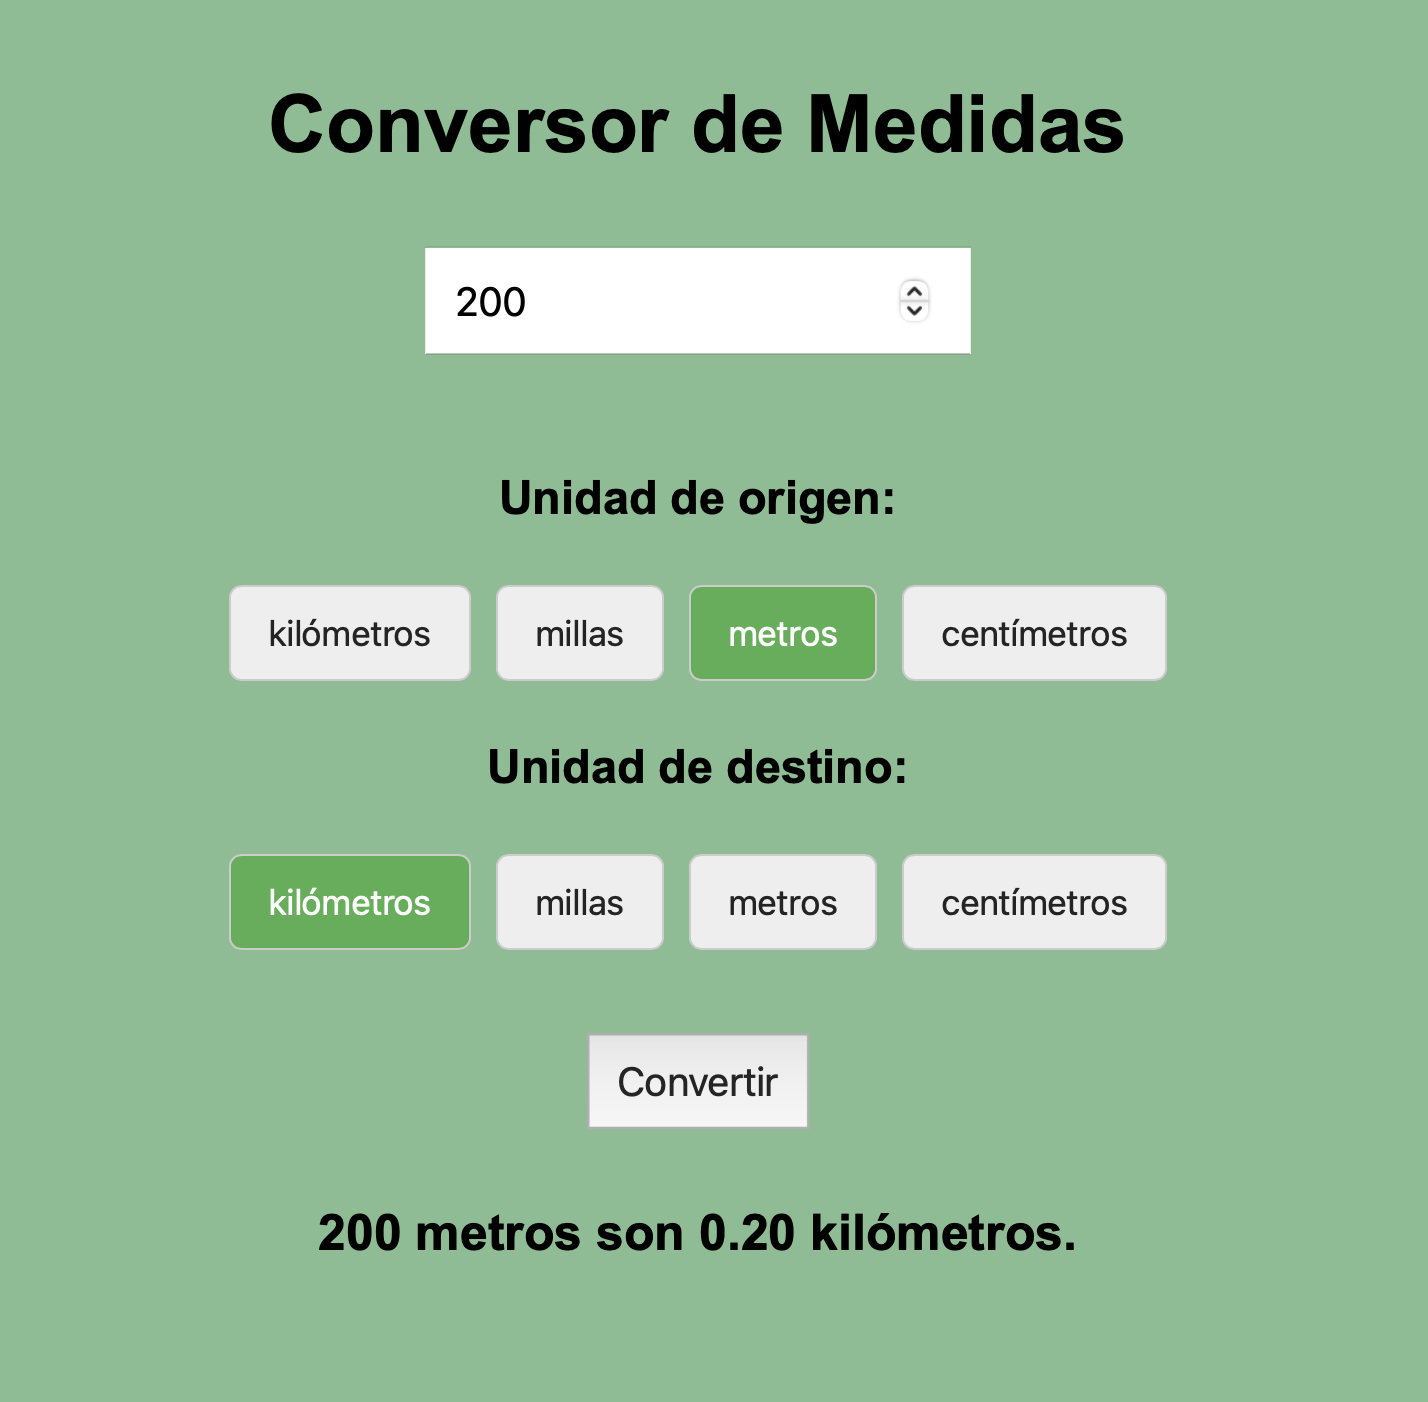 Conversor de Medidas
200
Unidad de origen:
kilómetros millas metros centímetros
Unidad de destino:
kilómetros millas metros centímetros
Convertir
200 metros son 0.20 kilómetros.